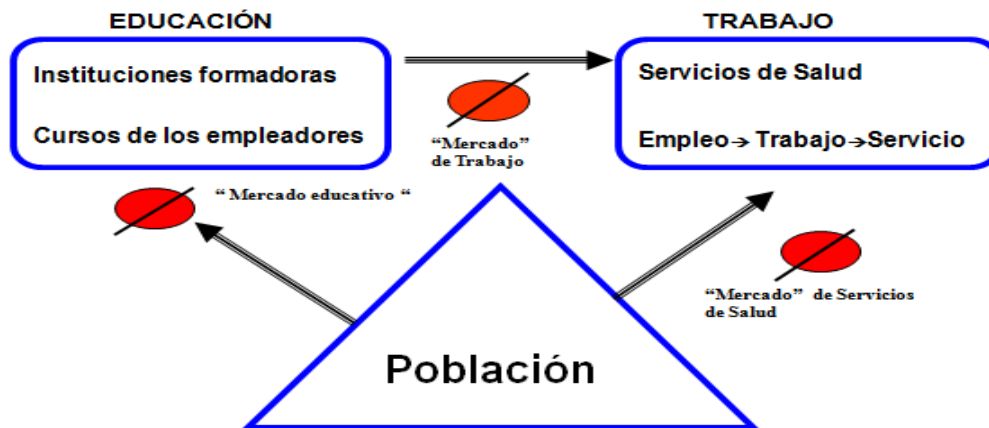 EDUCACIÓN
TRABAJO
Instituciones formadoras
Cursos de los empleadores
Servicios de Salud
Empleo→ Trabajo→Servicio
“Mercado”
de Trabajo
“ Mercado educativo “
“Mercado” de Servicios
de Salud
Población